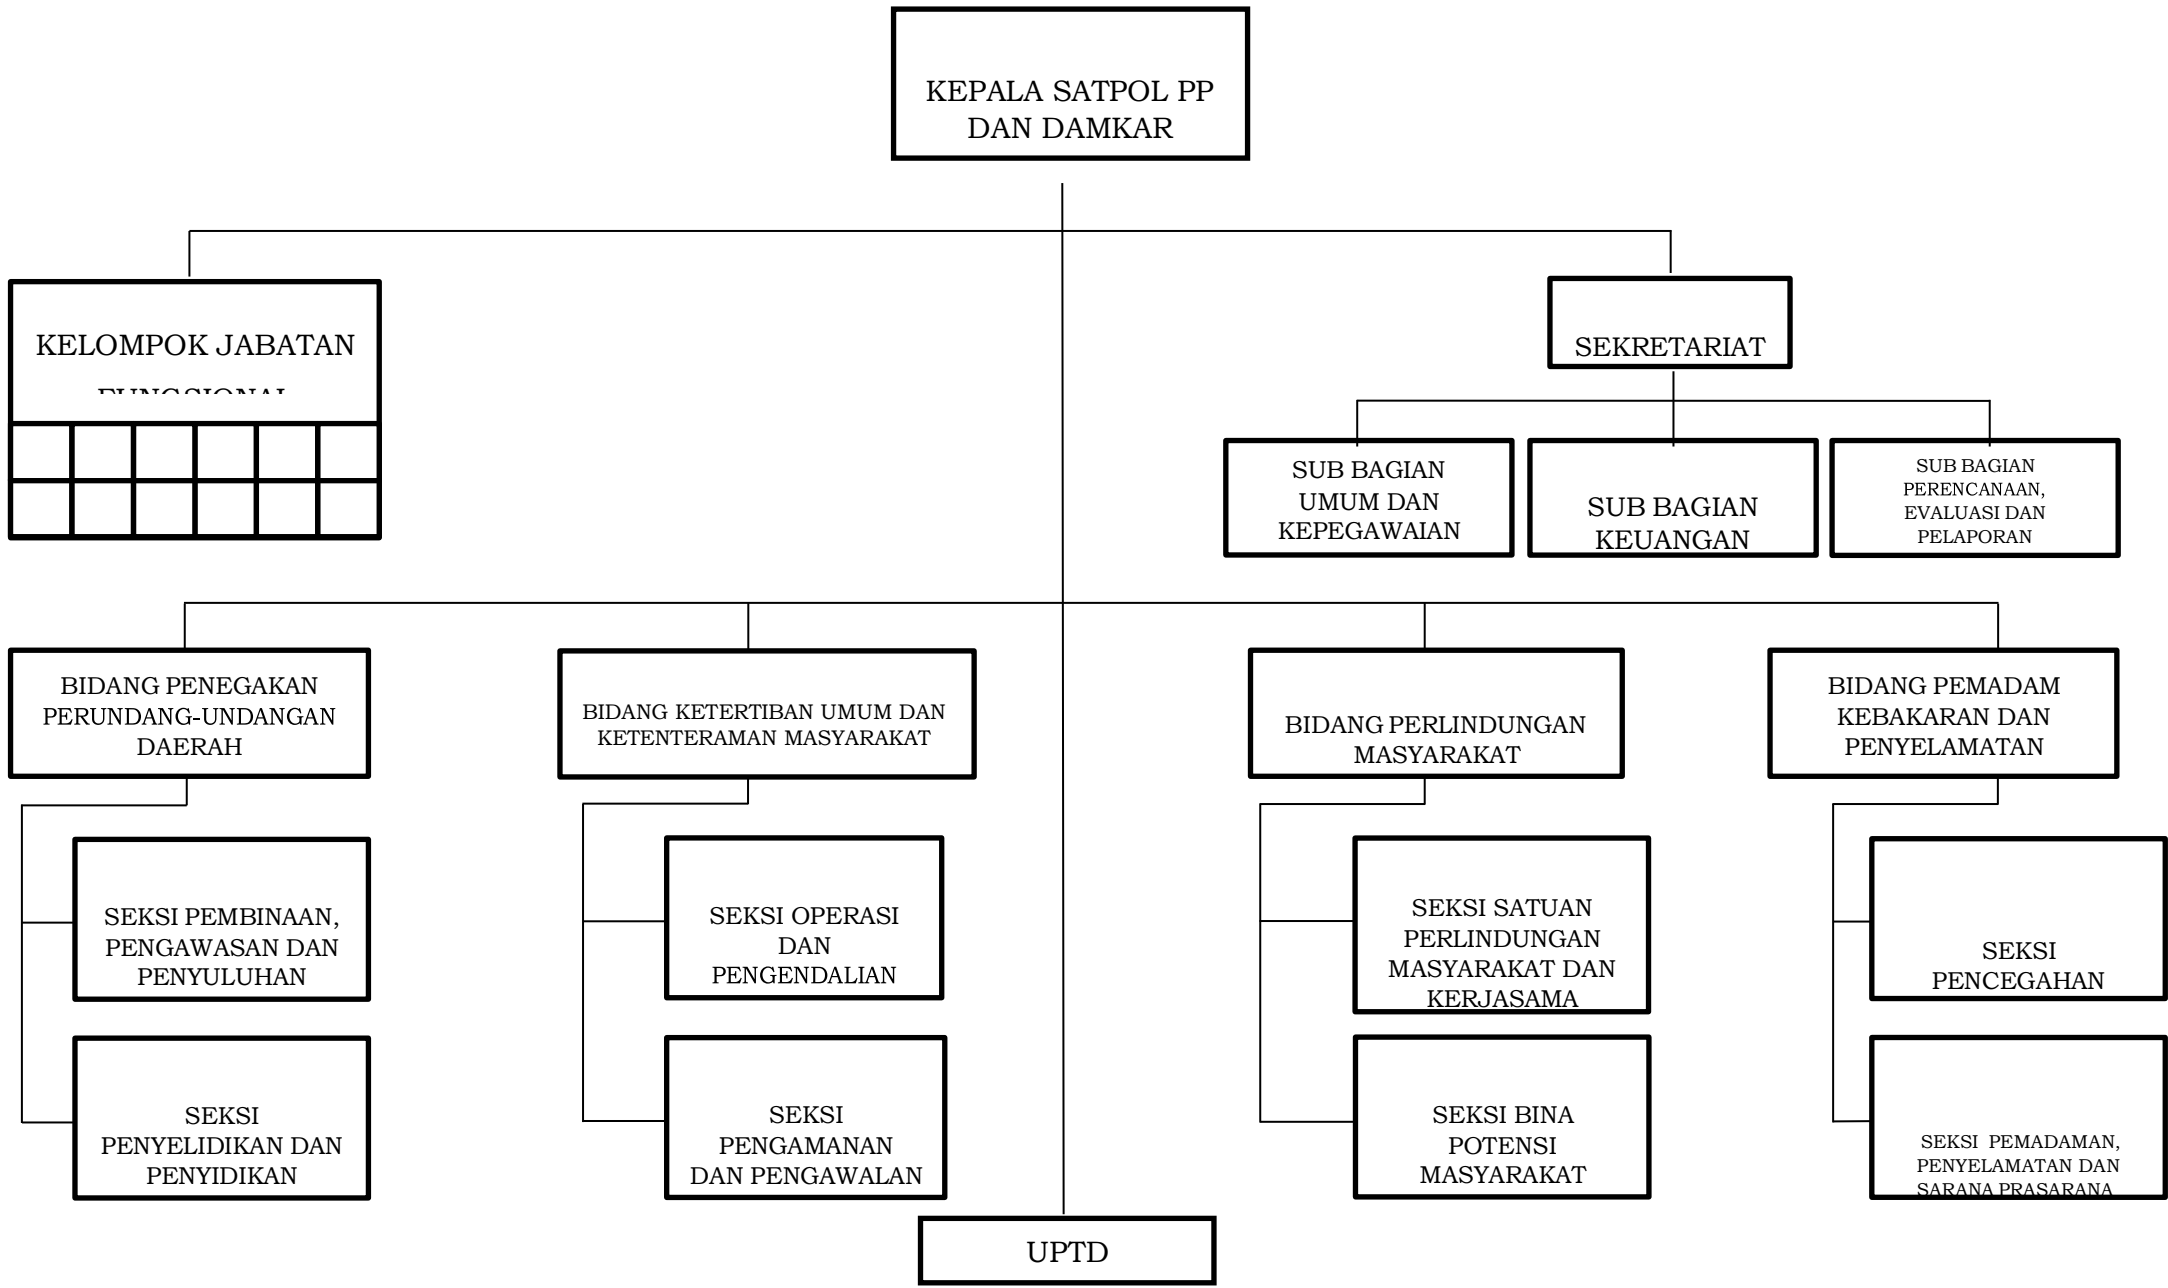 KEPALA SATPOL PP
DAN DAMKAR
KELOMPOK JABATAN
FUNGSIONAL
SEKRETARIAT
SUB BAGIAN
UMUM DAN
KEPEGAWAIAN
SUB BAGIAN
KEUANGAN
SUB BAGIAN
PERENCANAAN,
EVALUASI DAN
PELAPORAN
BIDANG PENEGAKAN
PERUNDANG-UNDANGAN
DAERAH
BIDANG KETERTIBAN UMUM DAN
KETENTERAMAN MASYARAKAT
BIDANG PERLINDUNGAN
MASYARAKAT
BIDANG PEMADAM
KEBAKARAN DAN
PENYELAMATAN
SEKSI PEMBINAAN,
PENGAWASAN DAN
PENYULUHAN
SEKSI OPERASI
DAN
PENGENDALIAN
SEKSI SATUAN
PERLINDUNGAN
MASYARAKAT DAN
KERJASAMA
SEKSI
PENCEGAHAN
SEKSI
PENYELIDIKAN DAN
PENYIDIKAN
SEKSI
PENGAMANAN
DAN PENGAWALAN
SEKSI BINA
POTENSI
MASYARAKAT
SEKSI PEMADAMAN,
PENYELAMATAN DAN
SARANA PRASARANA
UPTD